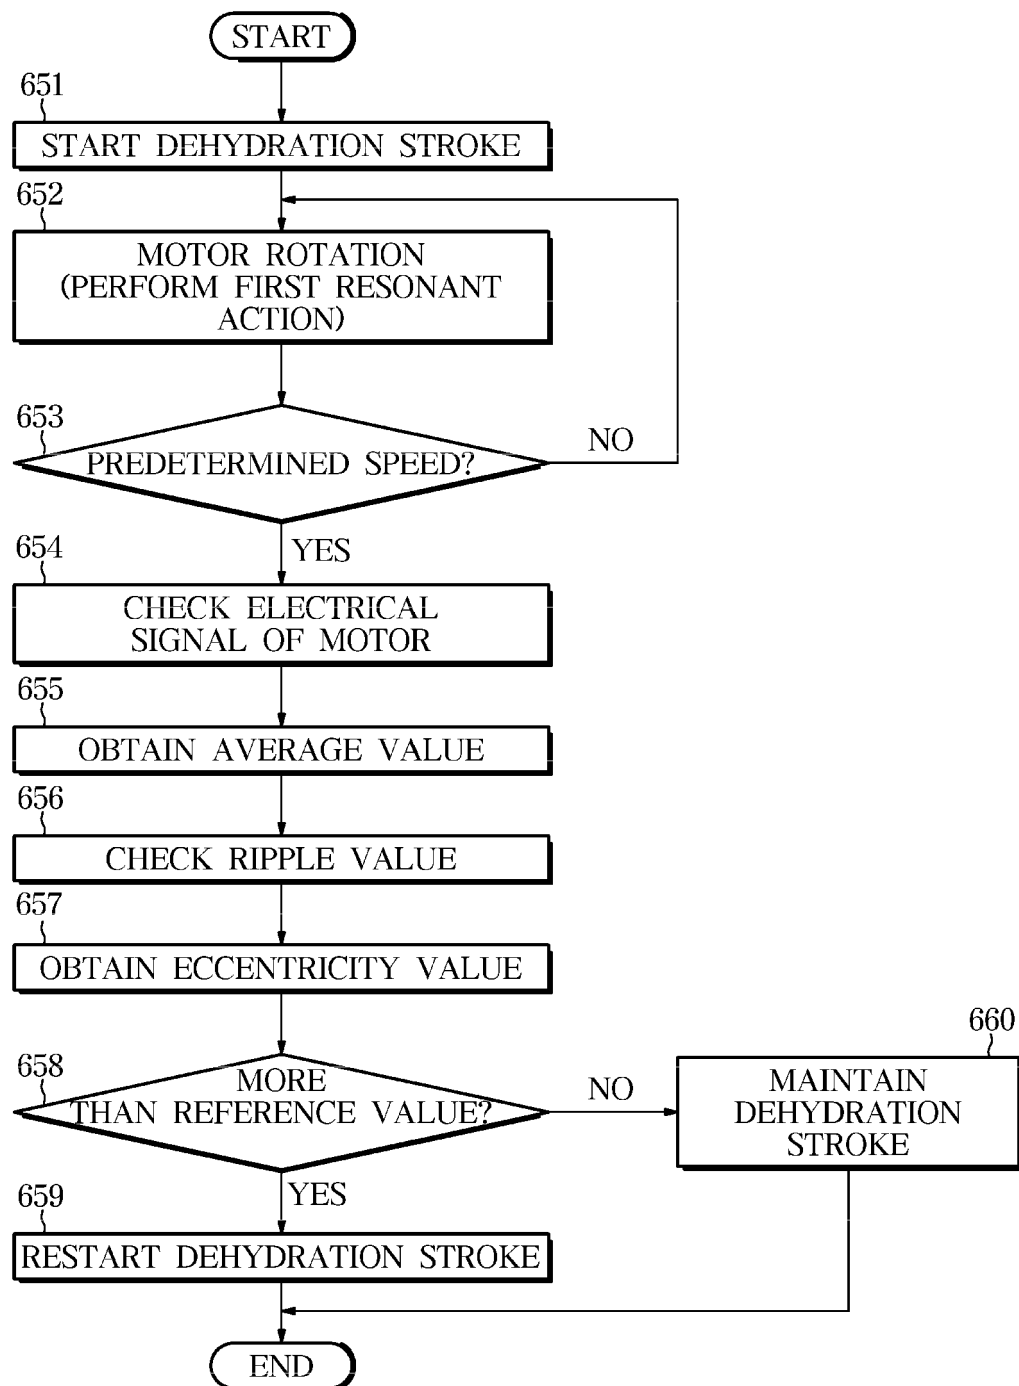 START
651
START DEHYDRATION STROKE
652
MOTOR ROTATION
(PERFORM FIRST RESONANT
ACTION)
653
PREDETERMINED SPEED?
NO
YES
654
CHECK ELECTRICAL
SIGNAL OF MOTOR
655
OBTAIN AVERAGE VALUE
656
CHECK RIPPLE VALUE
657
OBTAIN ECCENTRICITY VALUE
658
MORE
THAN REFERENCE VALUE?
NO
660
MAINTAIN
DEHYDRATION
STROKE
YES
659
RESTART DEHYDRATION STROKE
END